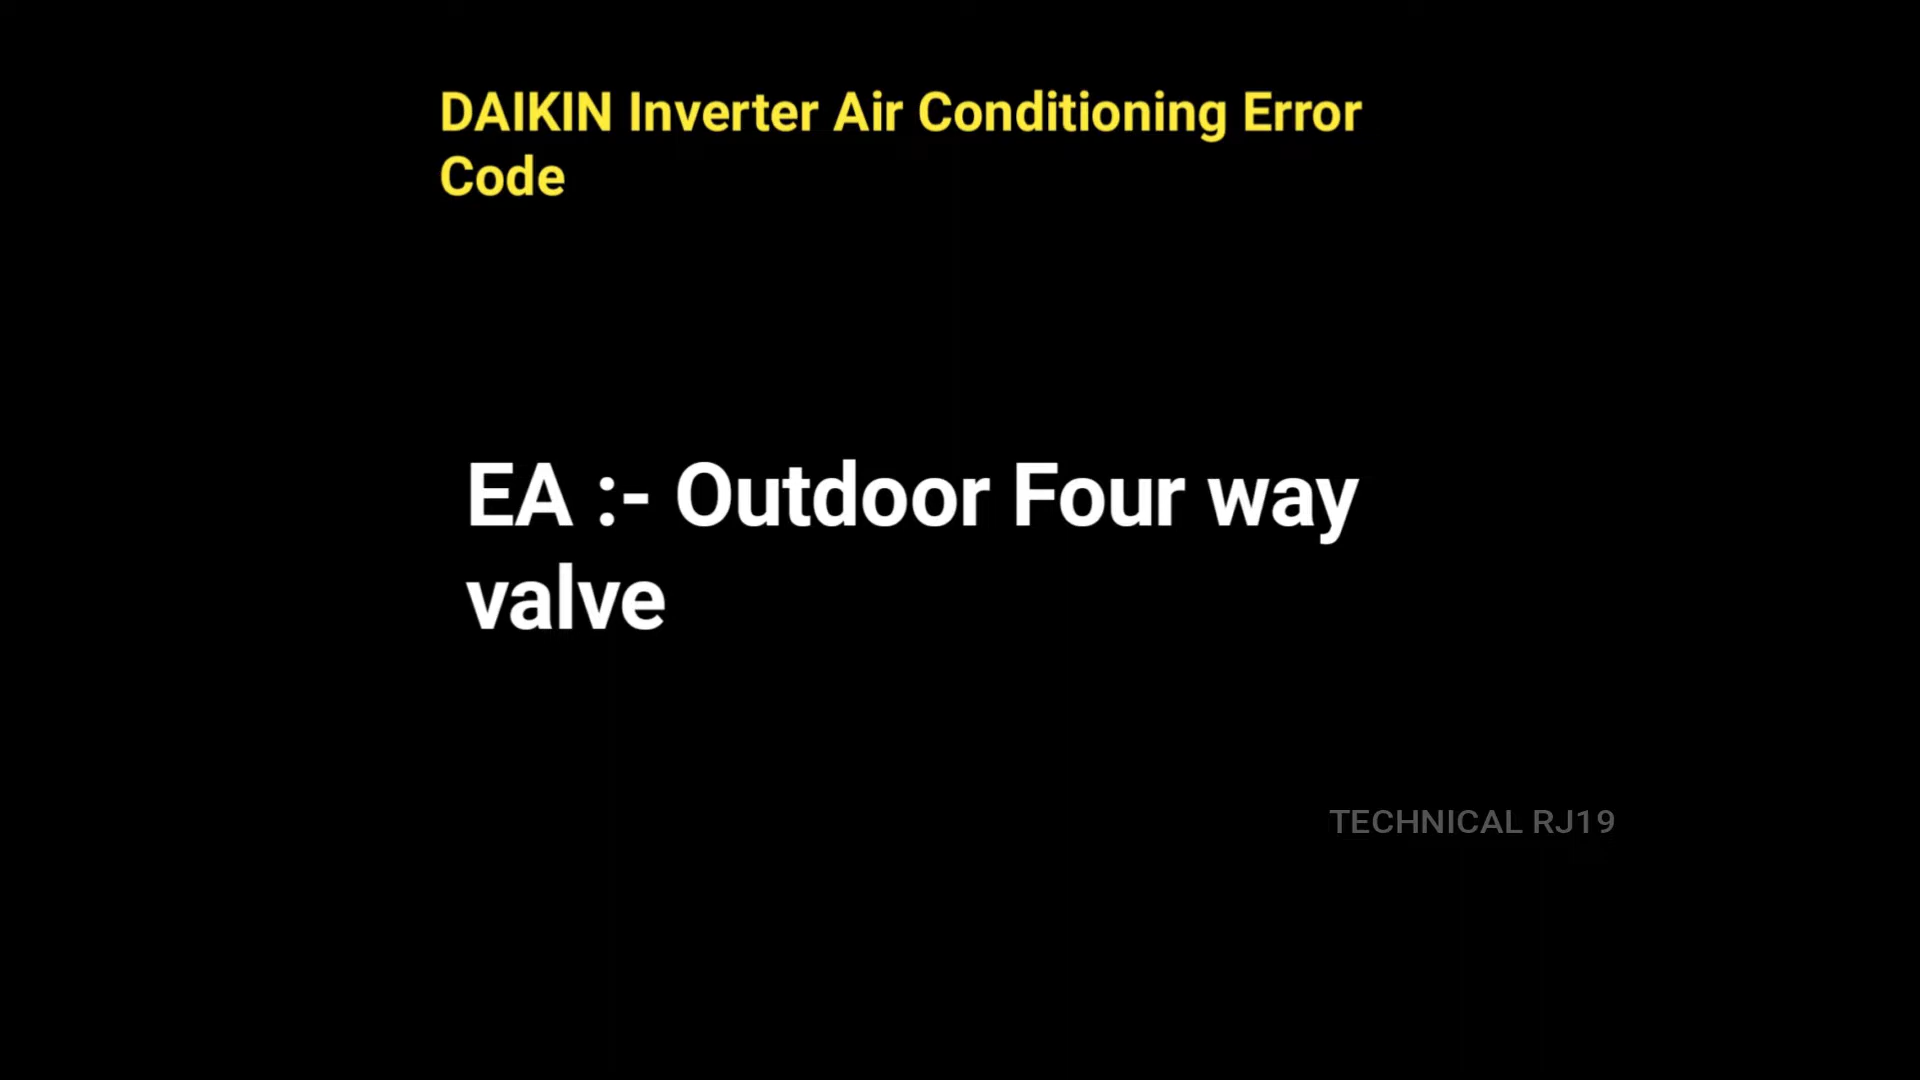 DAIKIN Inverter Air Conditioning Error
Code
EA :- Outdoor Four way
valve
TECHNICAL RJ19